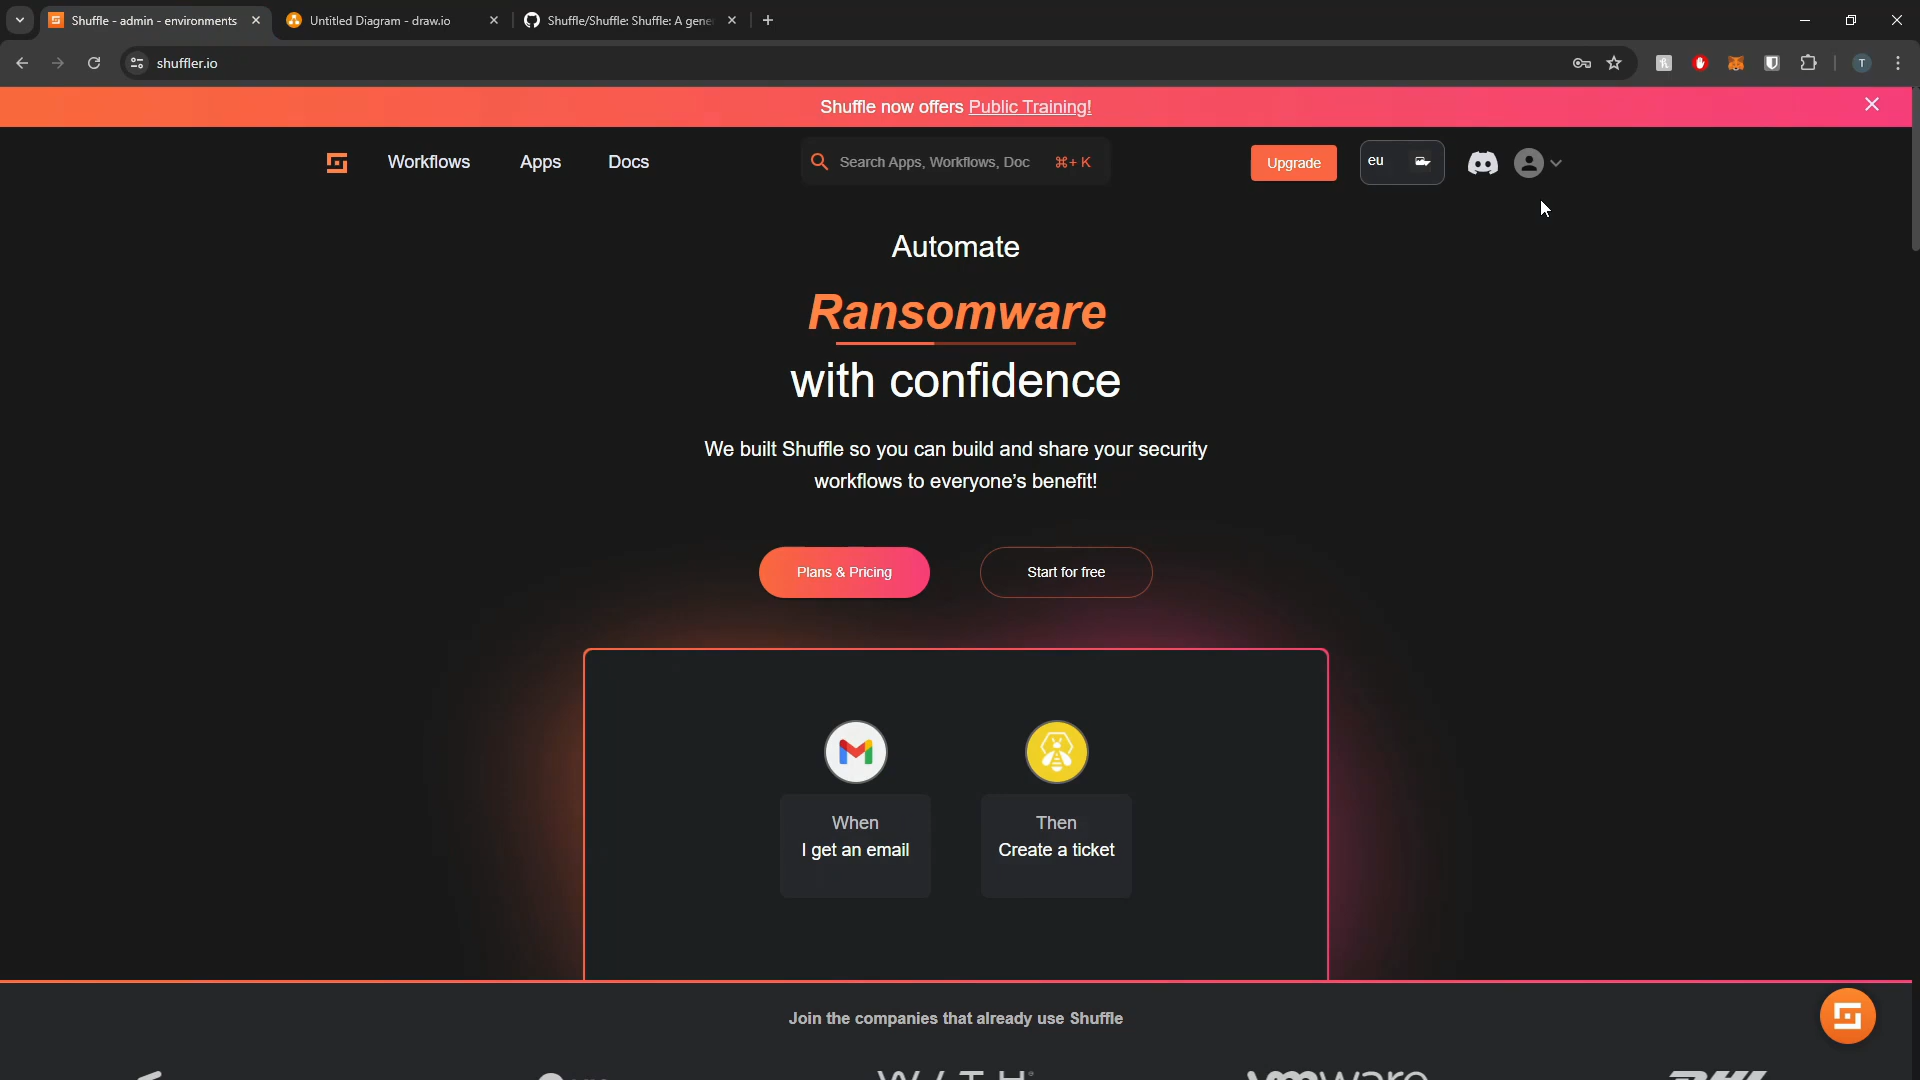 Shuffle - admin - environments
Untitled Diagram - draw.io
Shuffle/Shuffle: Shuffle: A gene
shuffler.io
T
Shuffle now offers Public Training!
Workflows
Apps
Docs
Search Apps, Workflows, Doc
⌘+ K
Upgrade
eu
Automate
Ransomware
with confidence
We built Shuffle so you can build and share your security
workflows to everyone's benefit!
Plans & Pricing
Start for free
When
I get an email
Then
Create a ticket
Join the companies that already use Shuffle
vmware